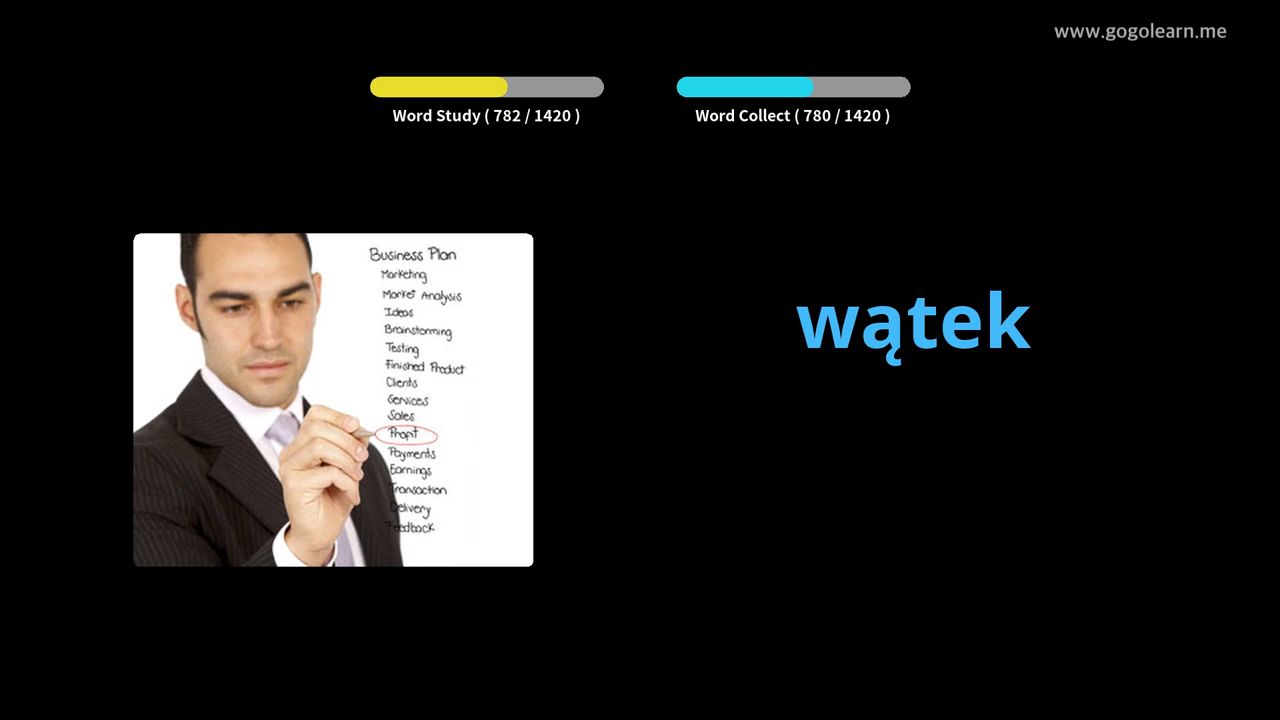 www.gogolearn.me
Word Study ( 782 / 1420 )
Word Collect ( 780 / 1420 )
Business Plan
Marketing
Market Analysis
Ideas
Brainstorming
Testing
Finished Product
Clients
Services
Sales
Profit
Payments
Earnings
Transaction
Delivery
Feedback
wątek